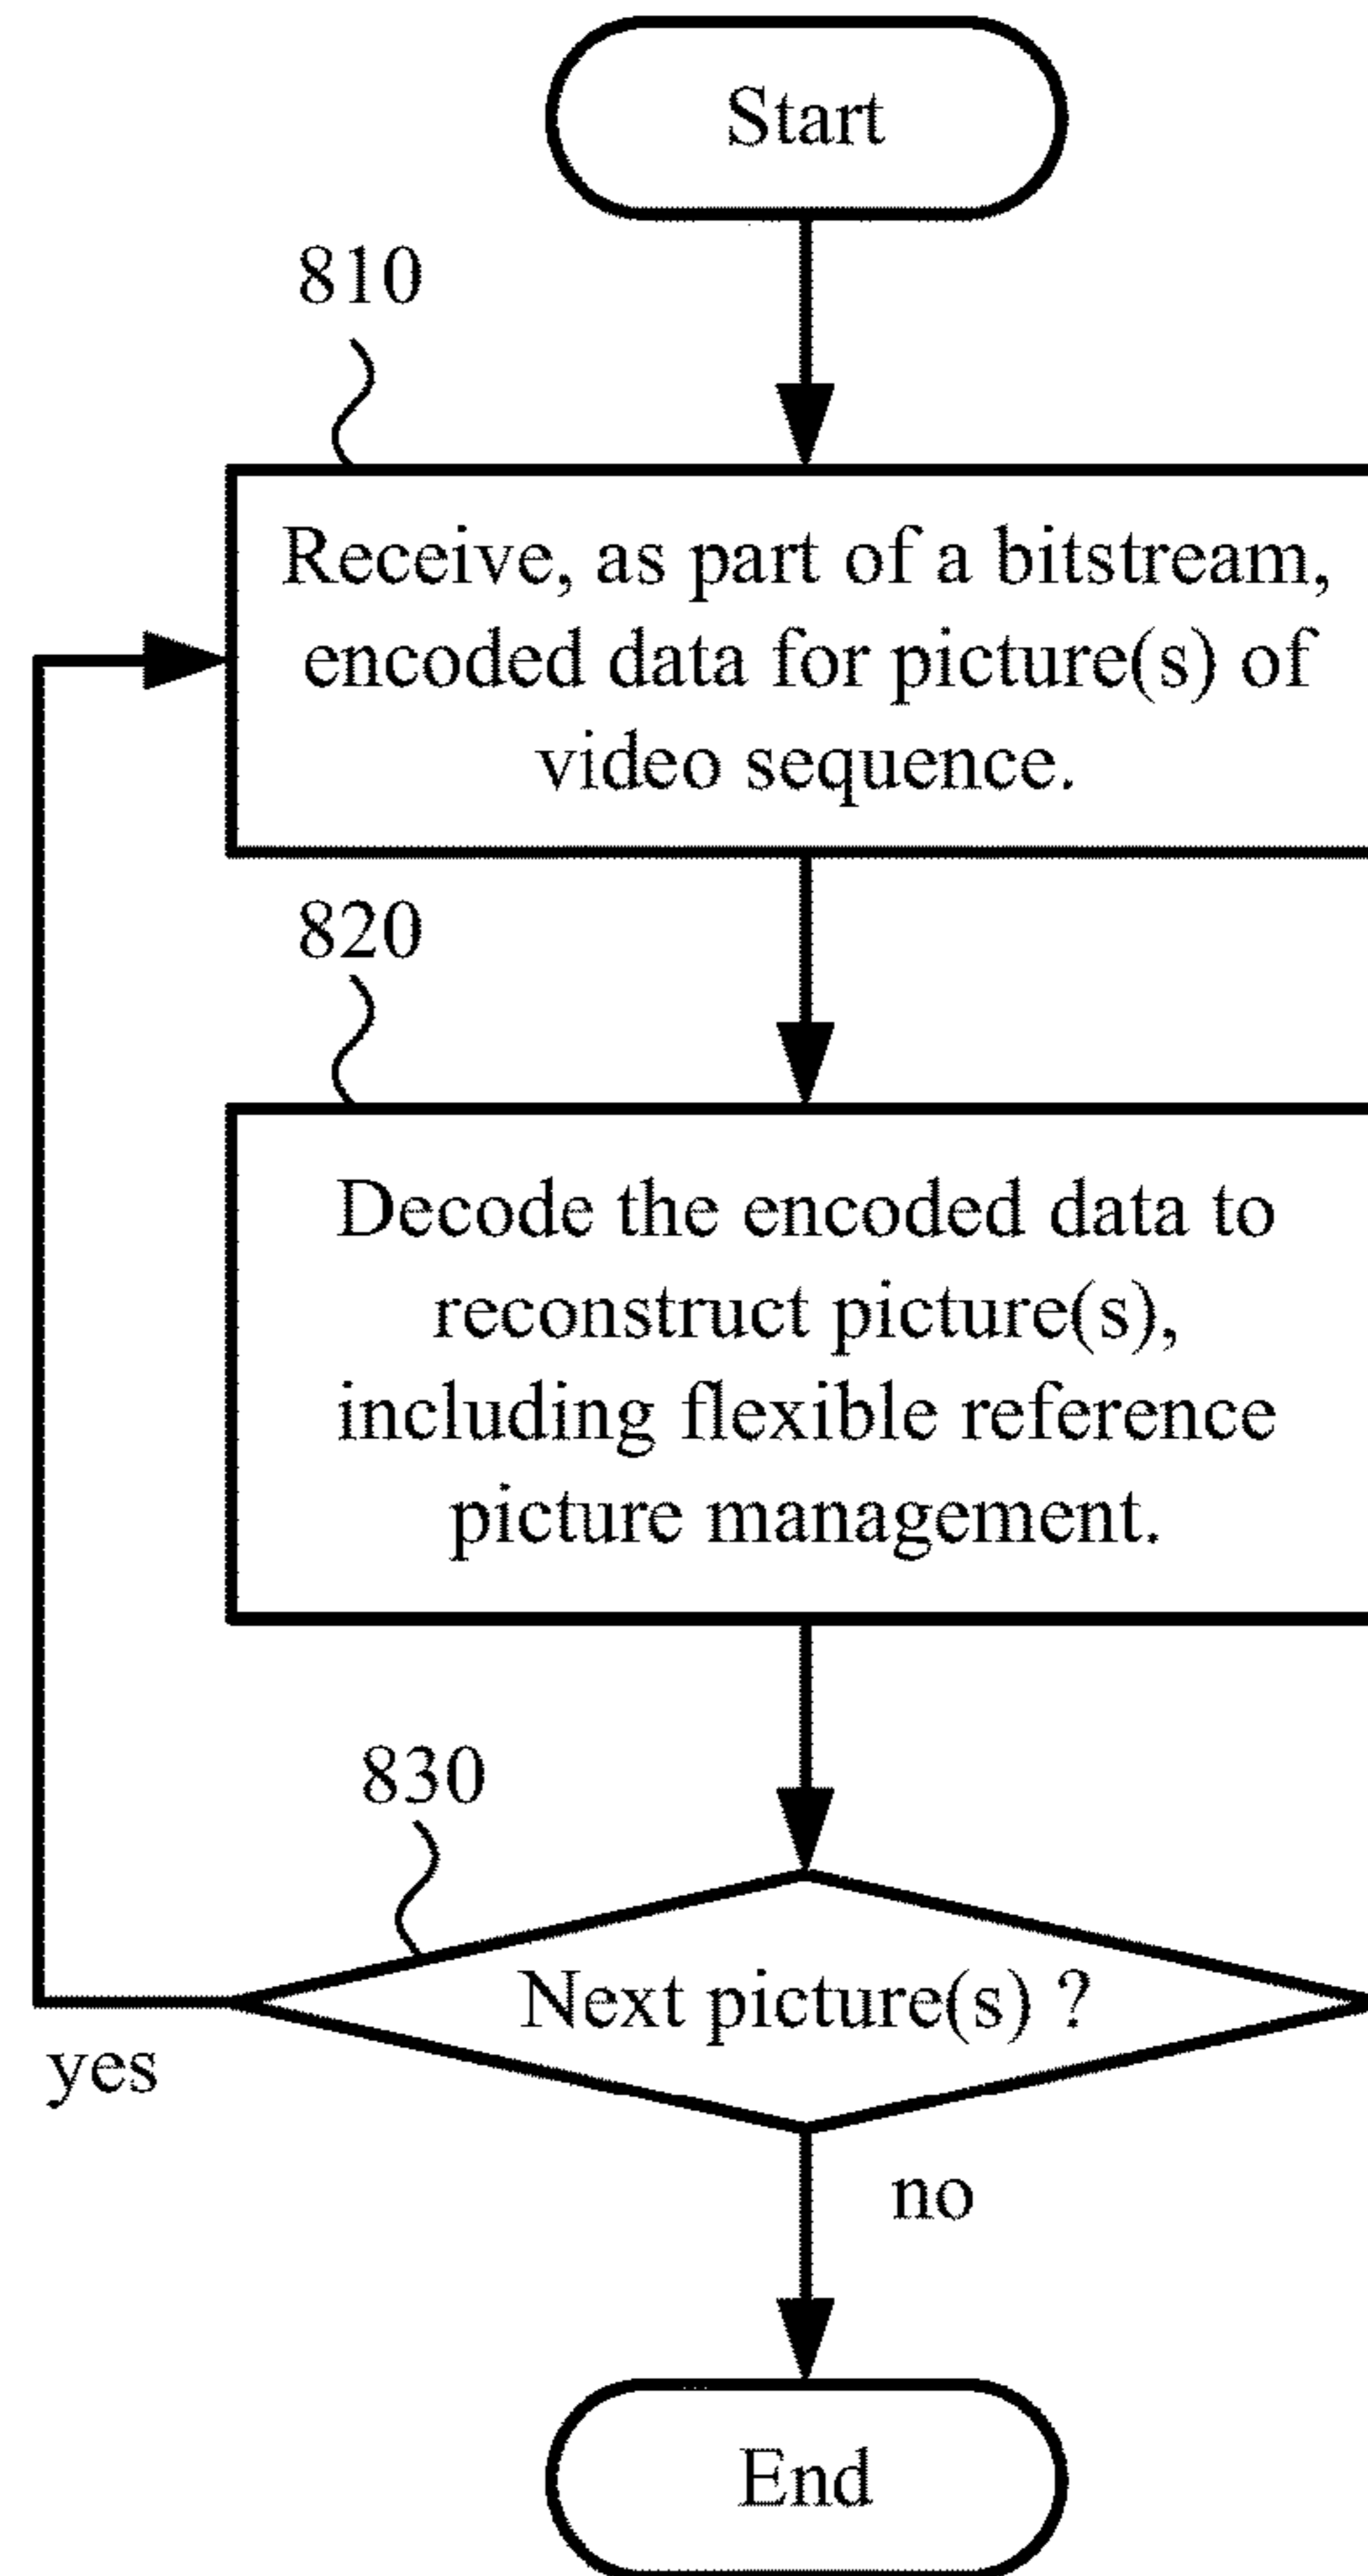 Start
810
Receive, as part of a bitstream,
encoded data for picture(s) of
video sequence.
820
Decode the encoded data to
reconstruct picture(s),
including flexible reference
picture management.
830
Next picture(s) ?
yes
no
End